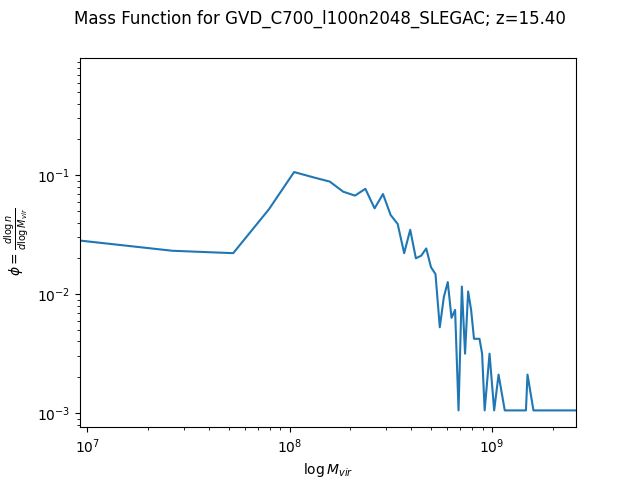 Mass Function for GVD_C700_l100n2048_SLEGAC; z=15.40
10⁻¹
10⁻²
10⁻³
ϕ = d log n / d log M_vir
10⁷ 10⁸ 10⁹
log M_vir